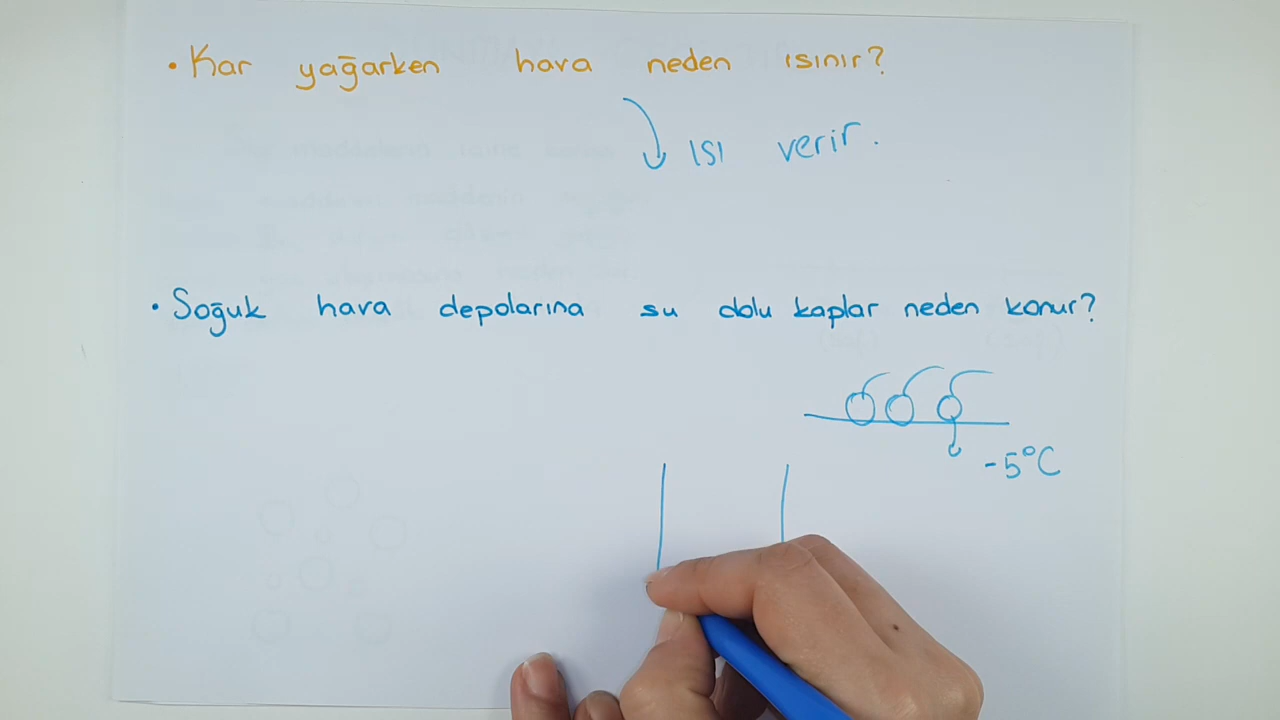 • Kar yağarken hava neden ısınır?
ısı verir.
• Soğuk hava depolarına su dolu kaplar neden konur?
-5°C